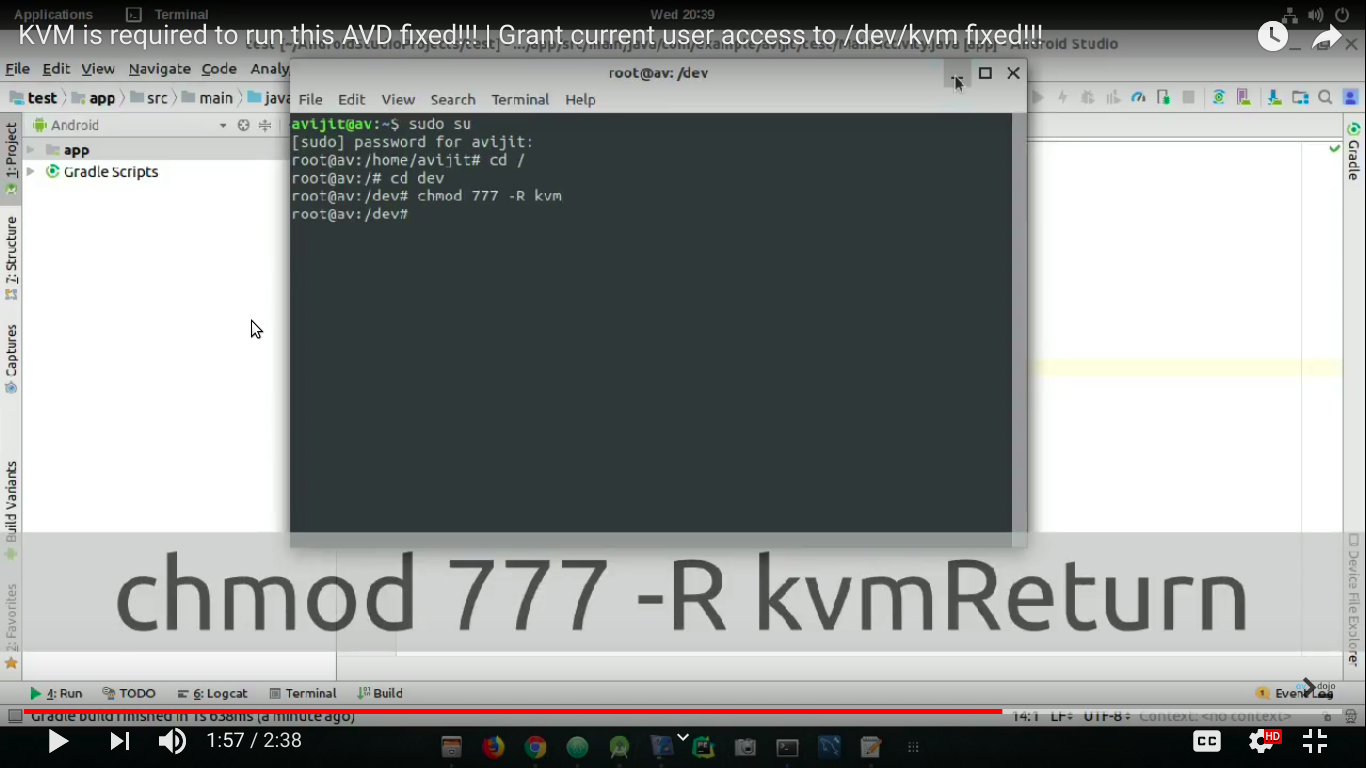 Applications Terminal Wed 20:39
KVM is required to run this AVD fixed!!! | Grant current user access to /dev/kvm fixed!!!
File Edit View Navigate Code Analy
root@av: /dev
test app src main java
File Edit View Search Terminal Help
Android
avijit@av:~$ sudo su
[sudo] password for avijit:
root@av:/home/avijit# cd /
root@av:/# cd dev
root@av:/dev# chmod 777 -R kvm
root@av:/dev#
app
Gradle Scripts
1: Project
7: Structure
Captures
Build Variants
2: Favorites
Gradle
Device File Explorer
chmod 777 -R kvmReturn
4: Run TODO 6: Logcat Terminal Build
1 Event Log
Gradle build finished in 1s 638ms (a minute ago)
14:1 LF UTF-8 Context: <no context>
1:57 / 2:38
CC HD